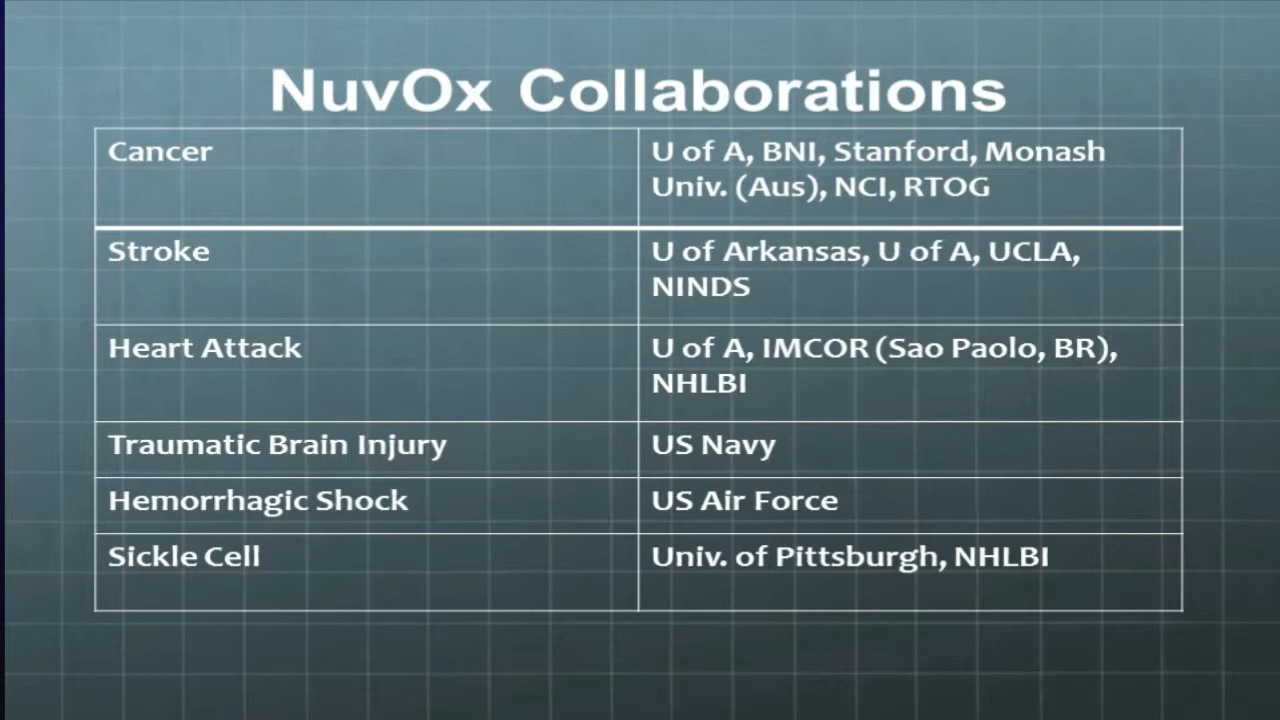 NuvOx Collaborations
Cancer
U of A, BNI, Stanford, Monash
Univ. (Aus), NCI, RTOG
Stroke
U of Arkansas, U of A, UCLA,
NINDS
Heart Attack
U of A, IMCOR (Sao Paolo, BR),
NHLBI
Traumatic Brain Injury
US Navy
Hemorrhagic Shock
US Air Force
Sickle Cell
Univ. of Pittsburgh, NHLBI